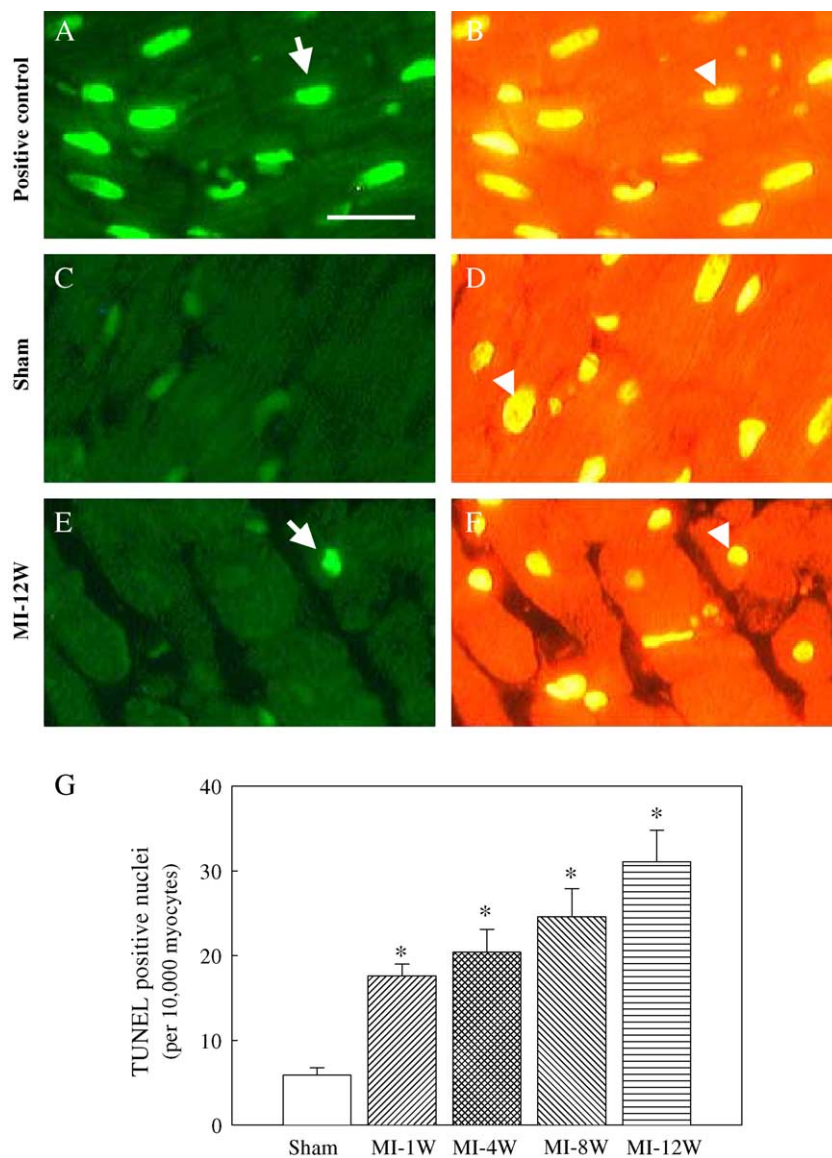 A
B
Positive control
C
D
Sham
E
F
MI-12W
G
TUNEL positive nuclei
(per 10,000 myocytes)
40
30
20
10
0
*
*
*
*
Sham MI-1W MI-4W MI-8W MI-12W